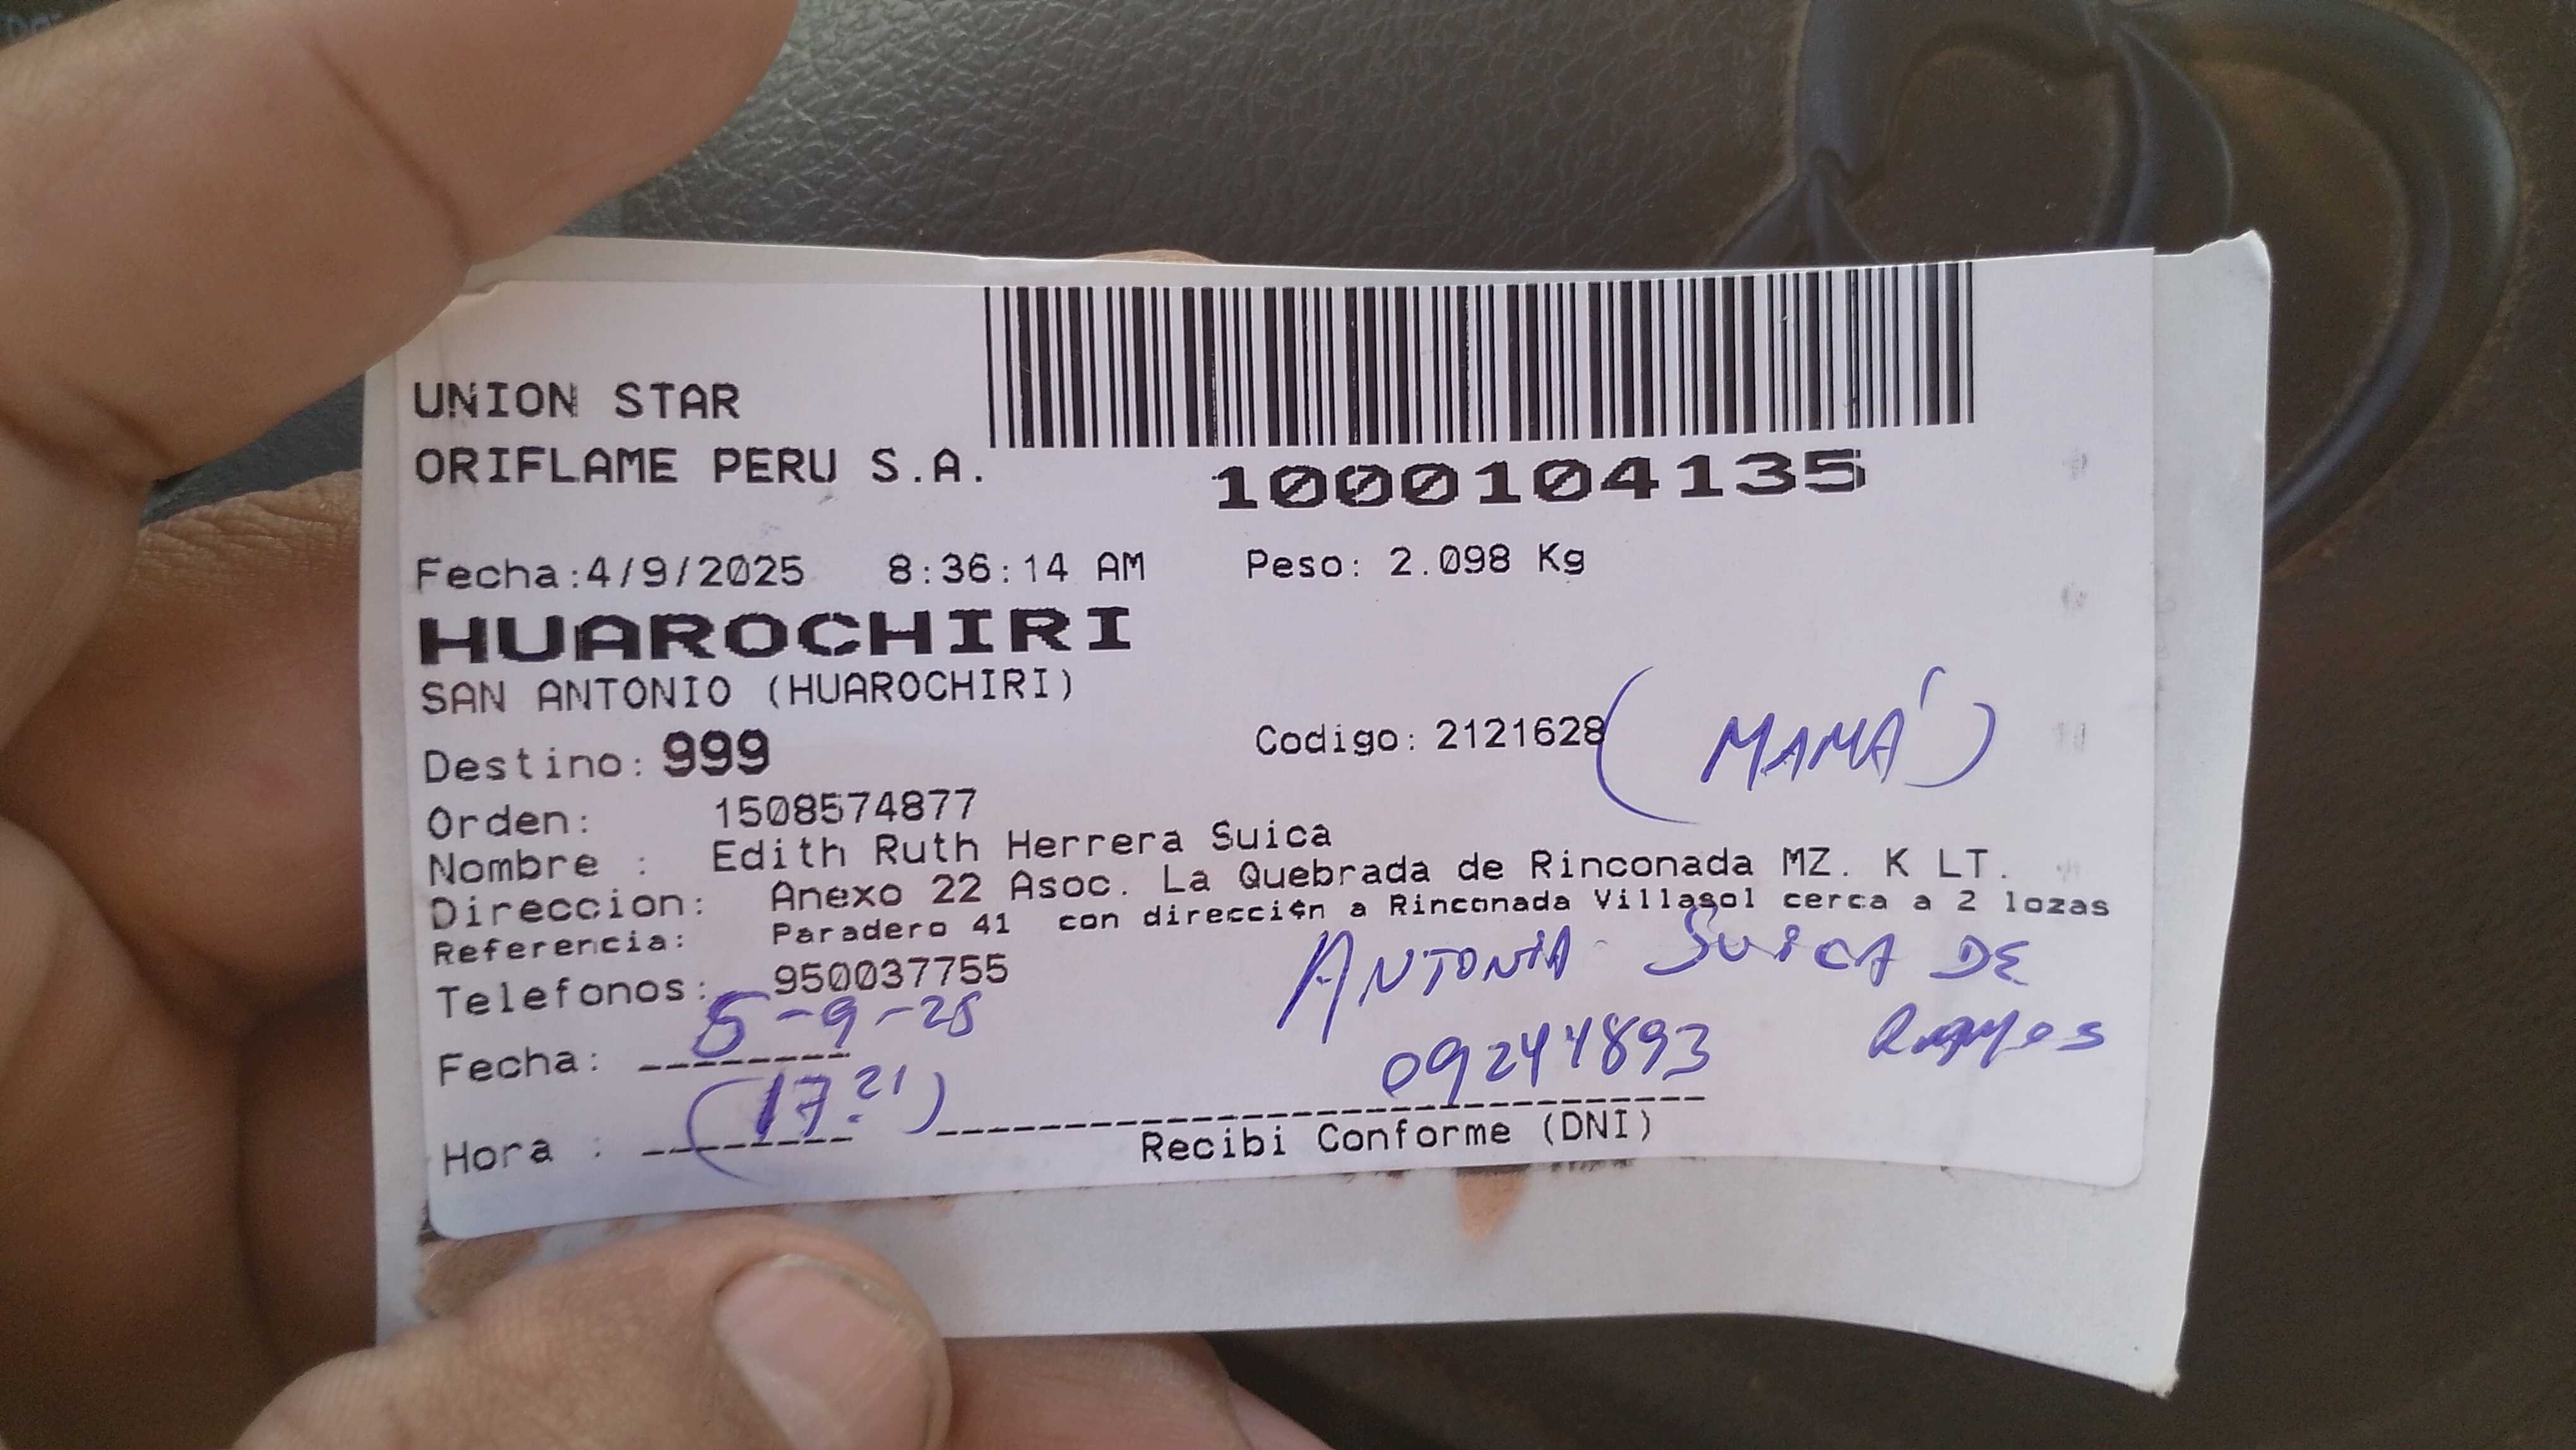 UNION STAR
ORIFLAME PERU S.A.
1000104135
Fecha:4/9/2025 8:36:14 AM Peso: 2.098 Kg
HUAROCHIRI
SAN ANTONIO (HUAROCHIRI)
Destino: 999 Codigo: 2121628 (MAMÁ)
Orden: 1508574877
Nombre : Edith Ruth Herrera Suica
Direccion: Anexo 22 Asoc. La Quebrada de Rinconada MZ. K LT.
Referencia: Paradero 41 con direcci¢n a Rinconada Villasol cerca a 2 lozas
Telefonos: 950037755
ANTONIA SUICA DE
RAMOS
Fecha: 5-9-25
09244893
Hora : (17:21)
Recibi Conforme (DNI)